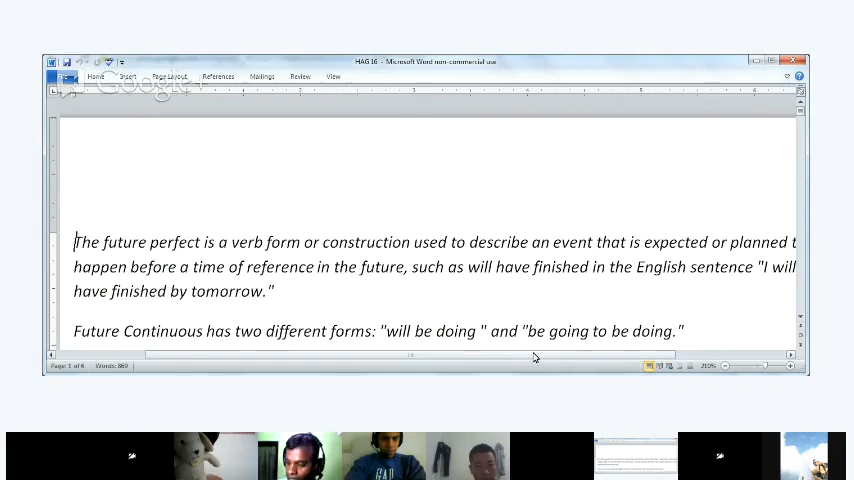 HAG 16 - Microsoft Word non-commercial use
File Home Insert Page Layout References Mailings Review View
Google+
The future perfect is a verb form or construction used to describe an event that is expected or planned t
happen before a time of reference in the future, such as will have finished in the English sentence "I will
have finished by tomorrow."
Future Continuous has two different forms: "will be doing " and "be going to be doing."
Page: 1 of 6 Words: 869 210%
GAP